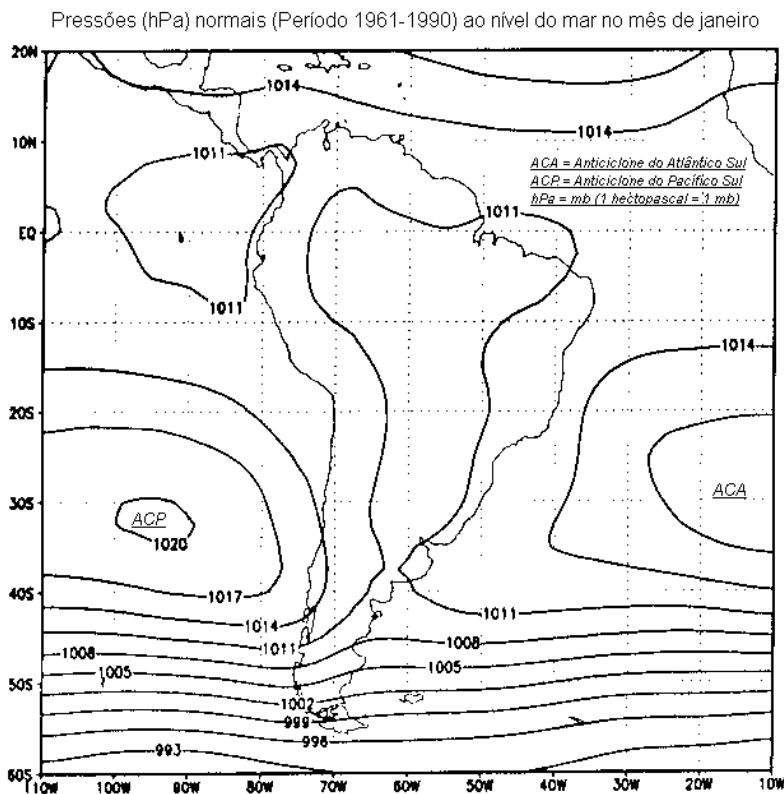 Pressões (hPa) normais (Período 1961-1990) ao nível do mar no mês de janeiro
20N
1014
10N
1014
1011
ACA = Anticiclone do Atlântico Sul
ACP = Anticiclone do Pacífico Sul
hPa = mb (1 hectopascal = 1 mb)
1011
EQ
1011
10S
1014
20S
ACA
30S
ACP
1020
1017
40S
1014
1011
1011
1008
1008
1005
1005
50S
1002
999
996
993
60S
110W 100W 90W 80W 70W 60W 50W 40W 30W 20W 10W